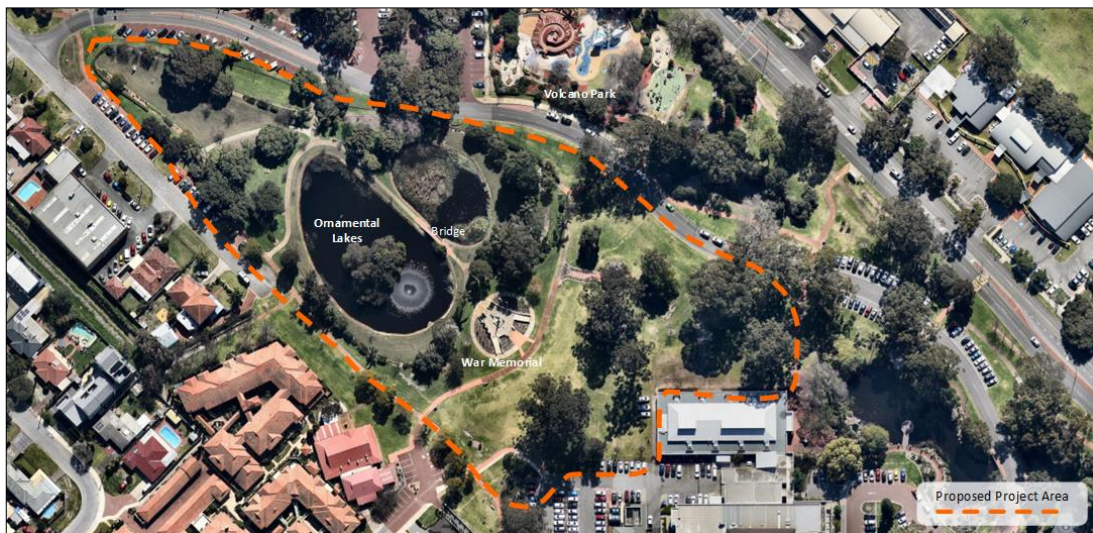 Volcano Park
Ornamental
Lakes
Bridge
War Memorial
Proposed Project Area